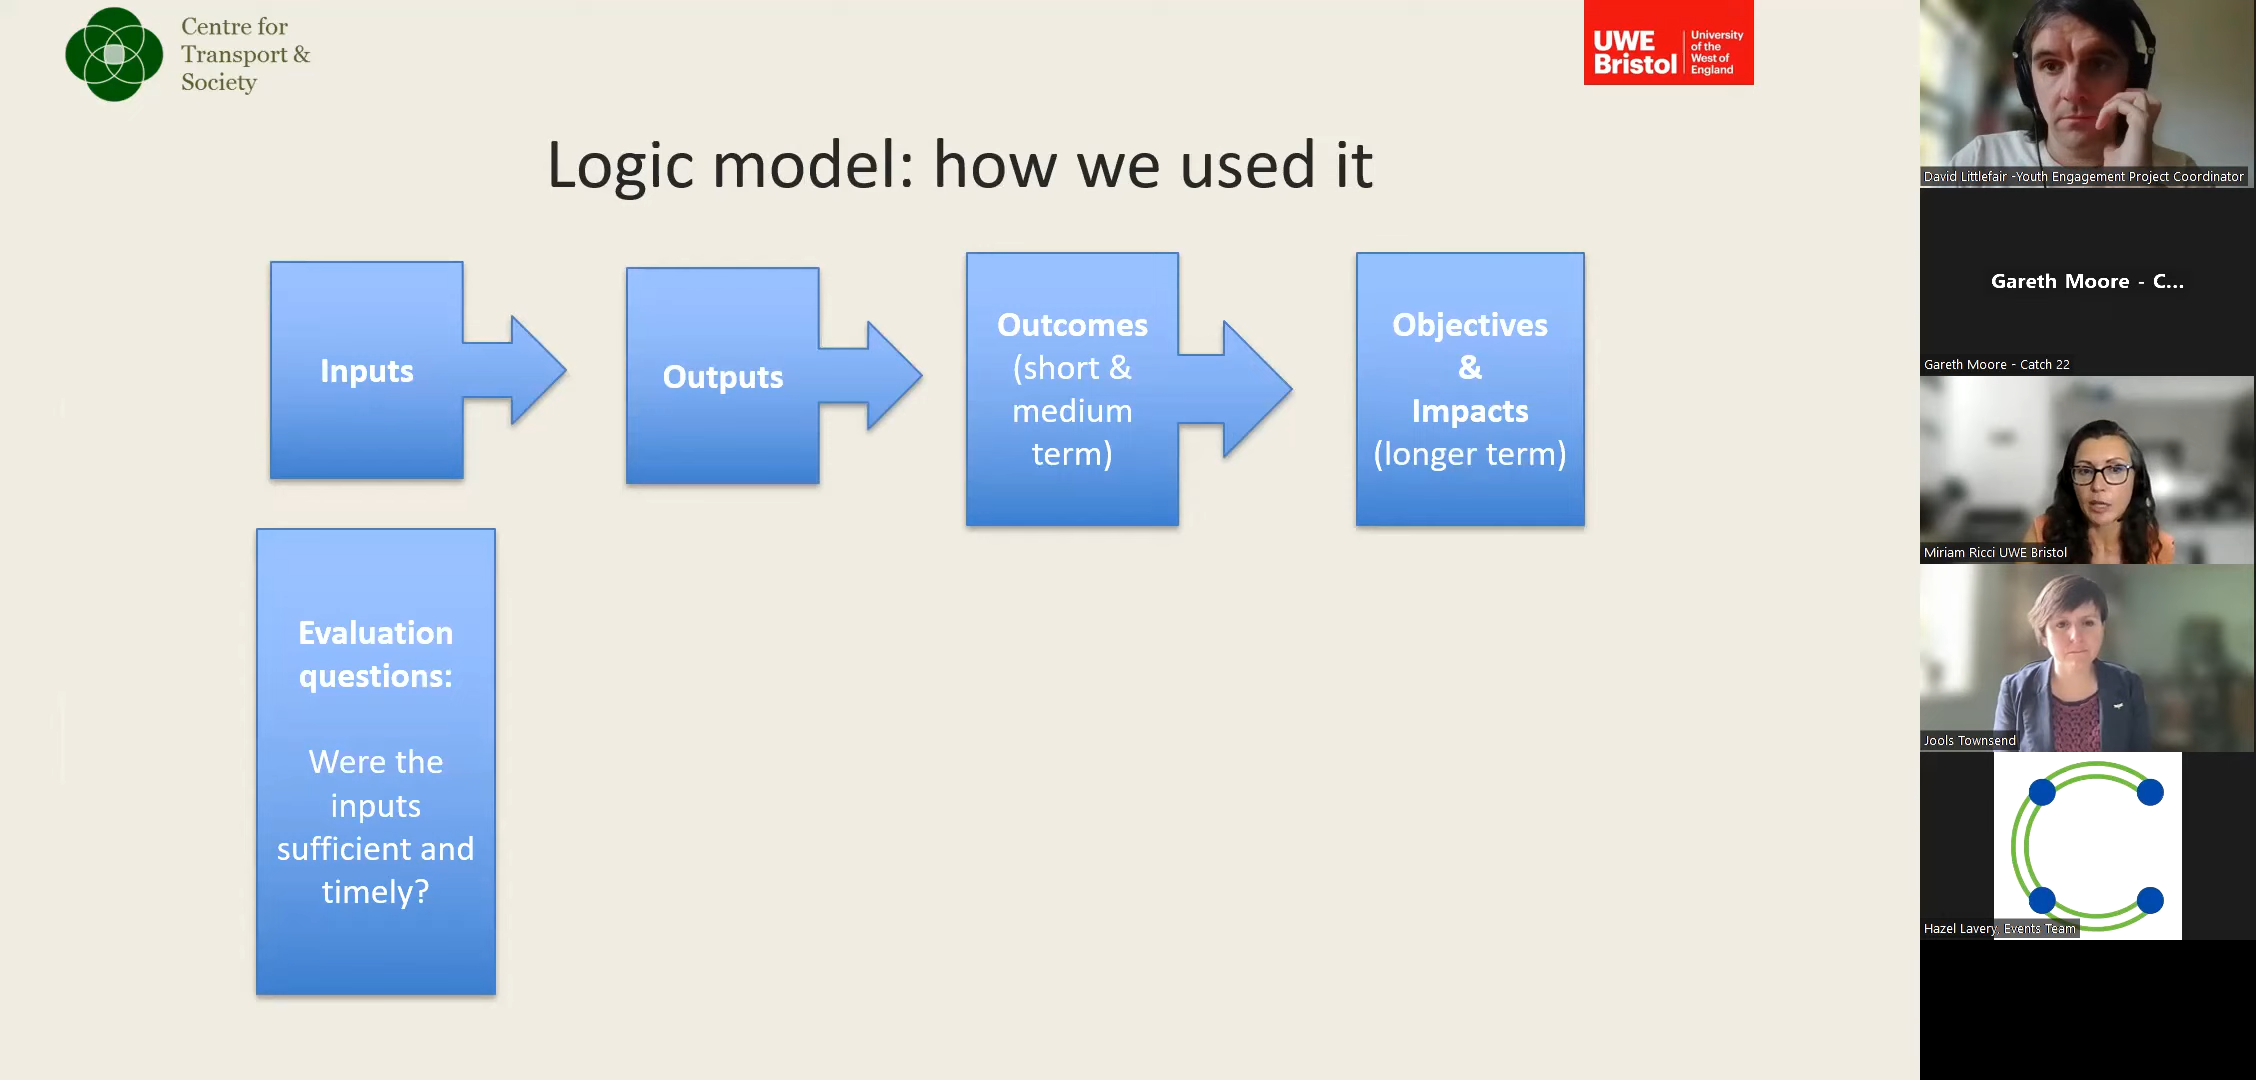 Centre for
Transport &
Society
UWE
Bristol
University
of the
West of
England
Logic model: how we used it
Inputs
Outputs
Outcomes
(short &
medium
term)
Objectives
&
Impacts
(longer term)
Evaluation
questions:
Were the
inputs
sufficient and
timely?
David Littlefair -Youth Engagement Project Coordinator
Gareth Moore - C...
Gareth Moore - Catch 22
Miriam Ricci UWE Bristol
Jools Townsend
Hazel Lavery, Events Team